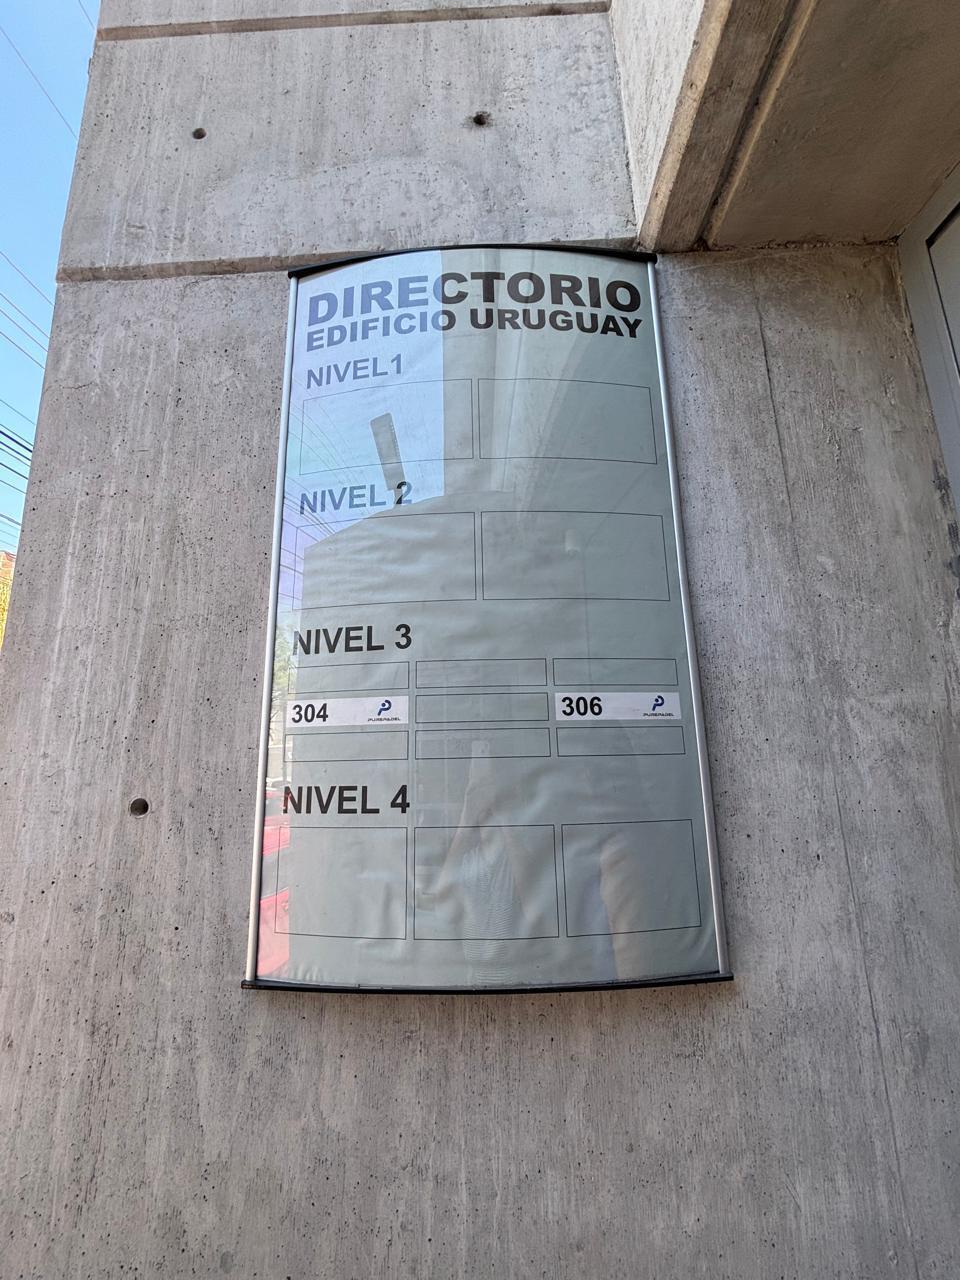 DIRECTORIO
EDIFICIO URUGUAY
NIVEL1
NIVEL 2
NIVEL 3
304 PUREPADEL 306 PUREPADEL
NIVEL 4